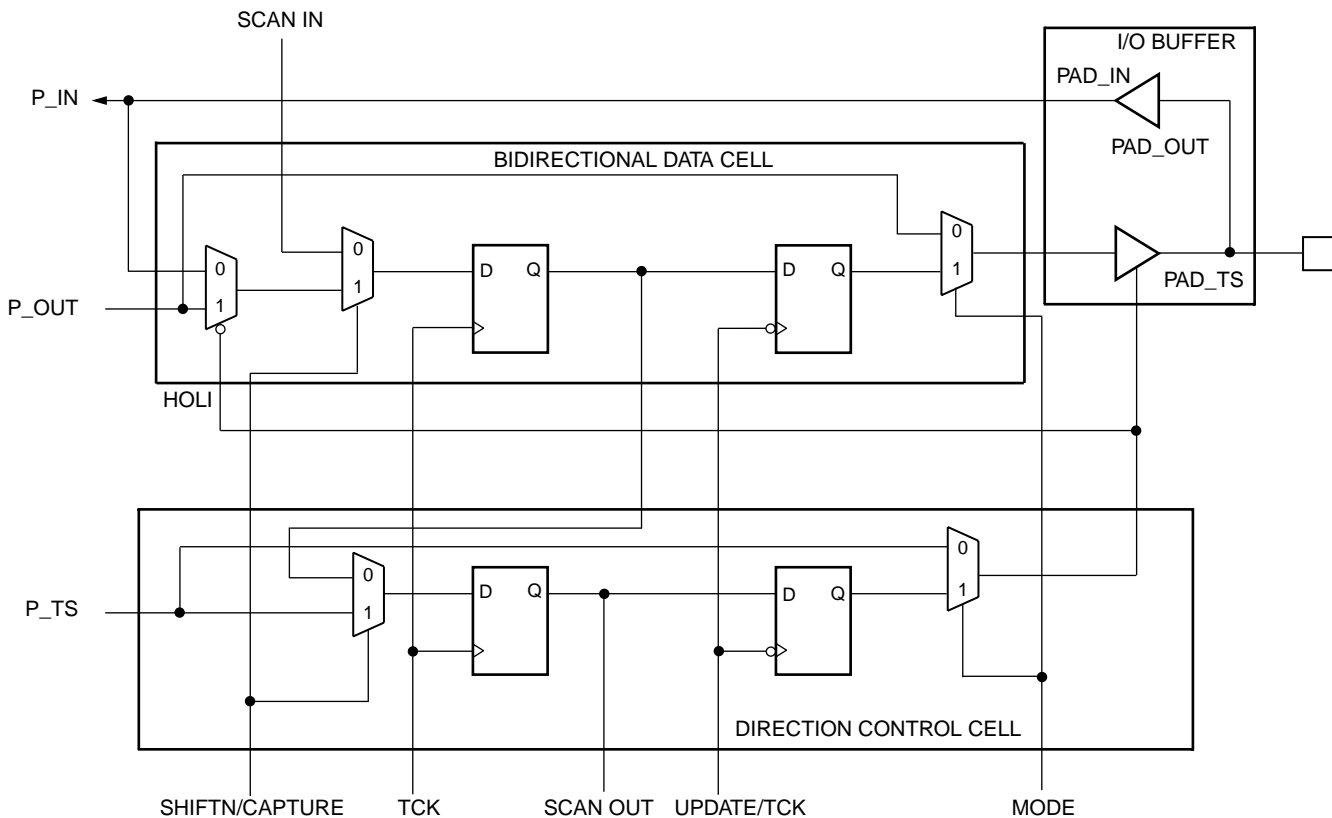 SCAN IN
I/O BUFFER
PAD_IN
P_IN
PAD_OUT
BIDIRECTIONAL DATA CELL
0
0
D
Q
D
Q
0
1
1
1
PAD_TS
P_OUT
HOLI
0
0
D
Q
D
Q
1
1
P_TS
DIRECTION CONTROL CELL
SHIFTN/CAPTURE
TCK
SCAN OUT
UPDATE/TCK
MODE